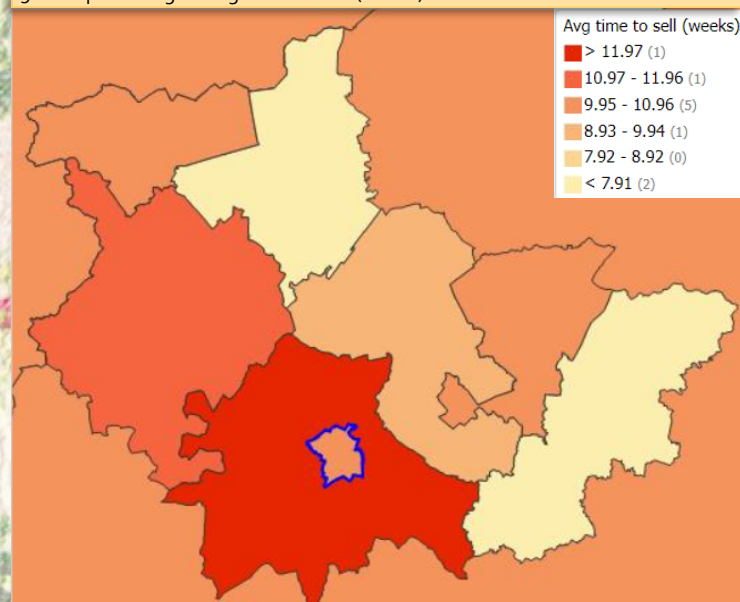 Avg time to sell (weeks)
> 11.97 (1)
10.97 - 11.96 (1)
9.95 - 10.96 (5)
8.93 - 9.94 (1)
7.92 - 8.92 (0)
< 7.91 (2)